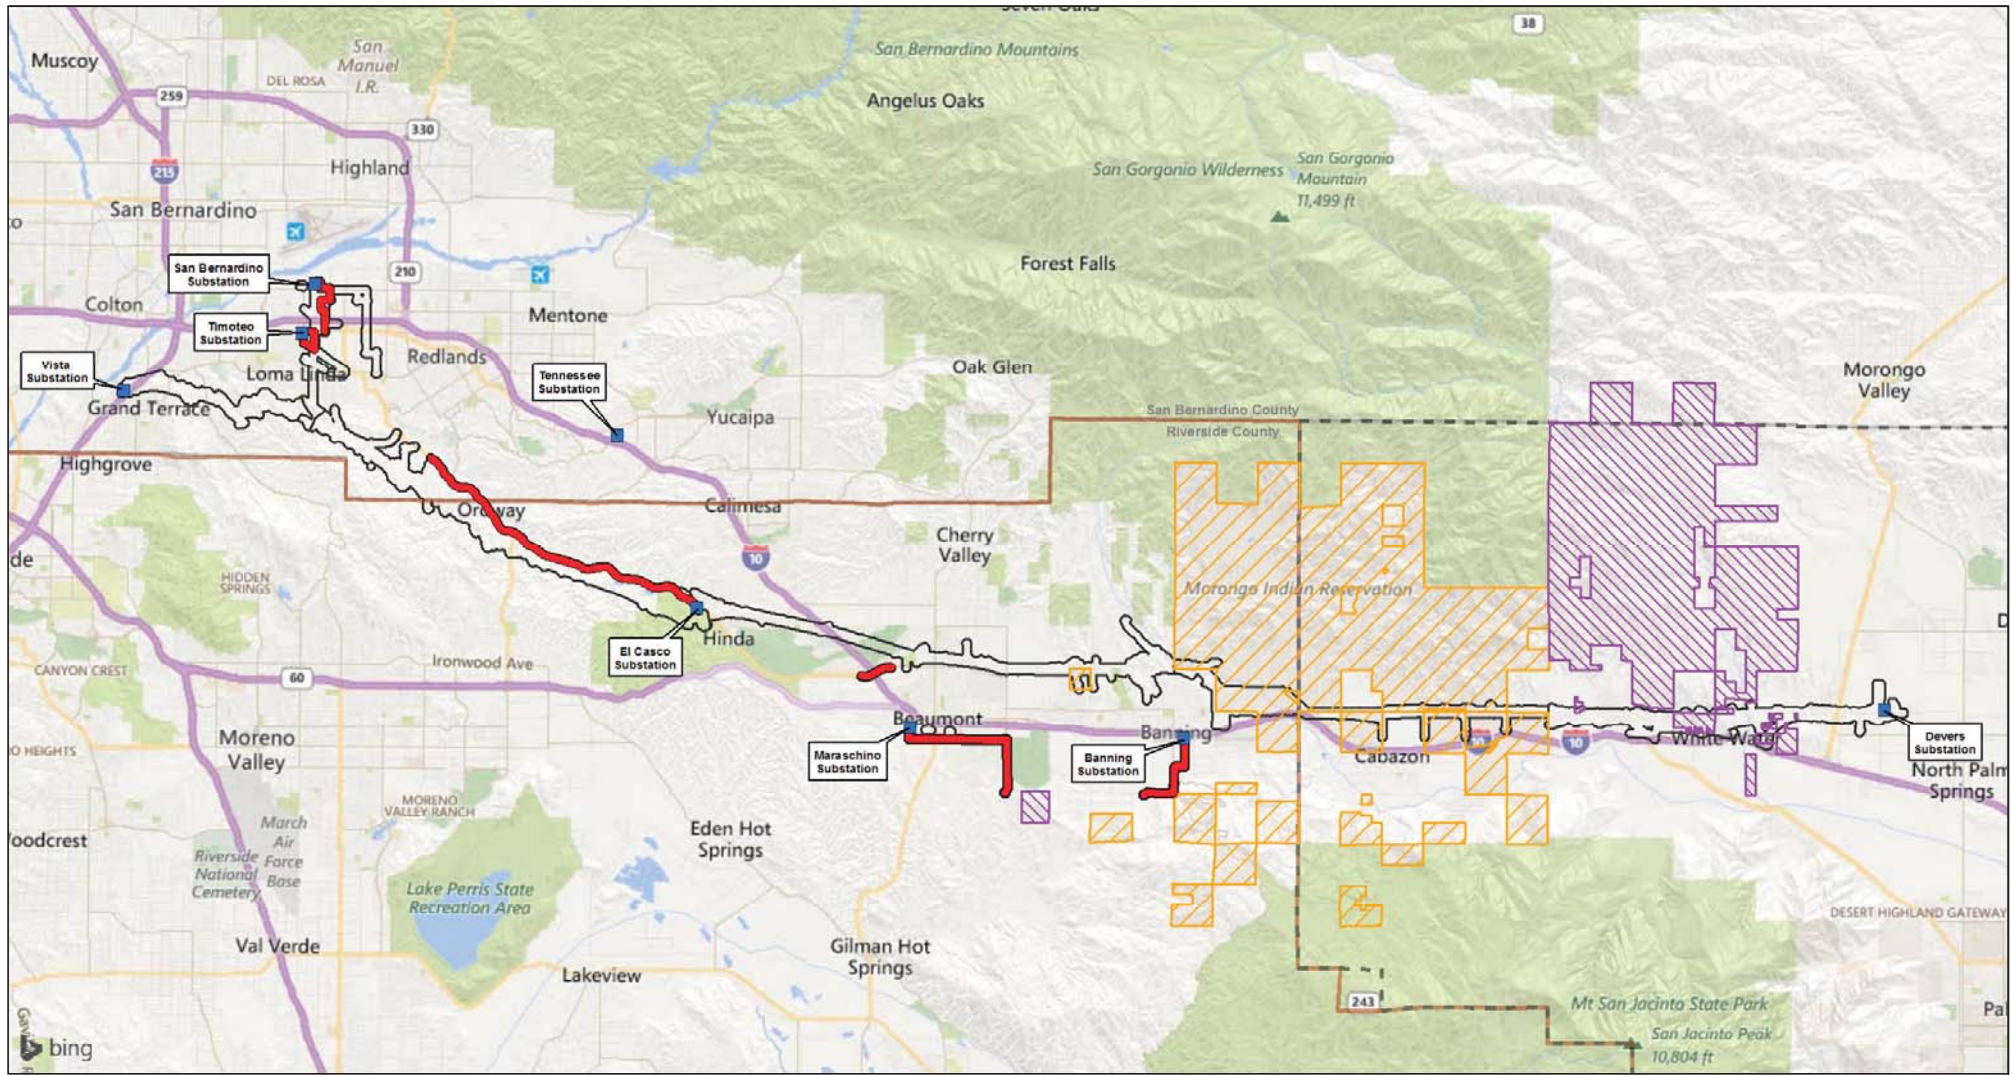 38
San Bernardino Mountains
San
Manuel
I.R.
Muscoy
DEL ROSA
259
Angelus Oaks
330
Highland
215
San Gorgonio Wilderness
San Gorgonio
Mountain
11,499 ft
San Bernardino
San Bernardino
Substation
210
Forest Falls
Colton
Mentone
Timoteo
Substation
Redlands
Vista
Substation
Loma Linda
Tennessee
Substation
Oak Glen
Morongo
Valley
Grand Terrace
Yucaipa
San Bernardino County
Riverside County
Highgrove
Ordway
Calimesa
Cherry
Valley
10
de
HIDDEN
SPRINGS
Morongo Indian Reservation
D
Hinda
El Casco
Substation
Ironwood Ave
CANYON CREST
60
Beaumont
Banning
White Water
10
10
Devers
Substation
Moreno
Valley
O HEIGHTS
Maraschino
Substation
Banning
Substation
Cabazon
North Palm
Springs
MORENO
VALLEY RANCH
March
Air
Force
Base
Riverside
National
Cemetery
oodcrest
Eden Hot
Springs
Lake Perris State
Recreation Area
DESERT HIGHLAND GATEWAY
Val Verde
Gilman Hot
Springs
Lakeview
243
Mt San Jacinto State Park
Pal
San Jacinto Peak
10,804 ft
bing